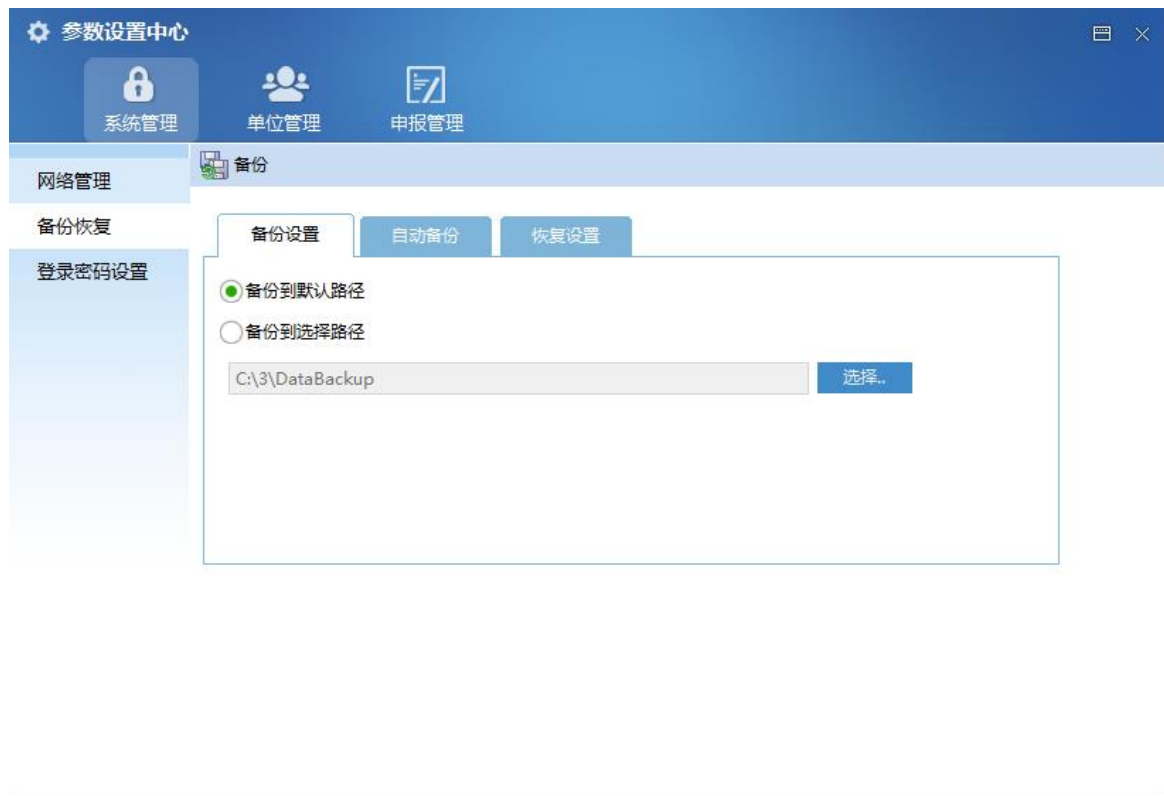 参数设置中心
系统管理
单位管理
申报管理
网络管理
备份恢复
登录密码设置
备份
备份设置
自动备份
恢复设置
备份到默认路径
备份到选择路径
C:\3\DataBackup
选择..